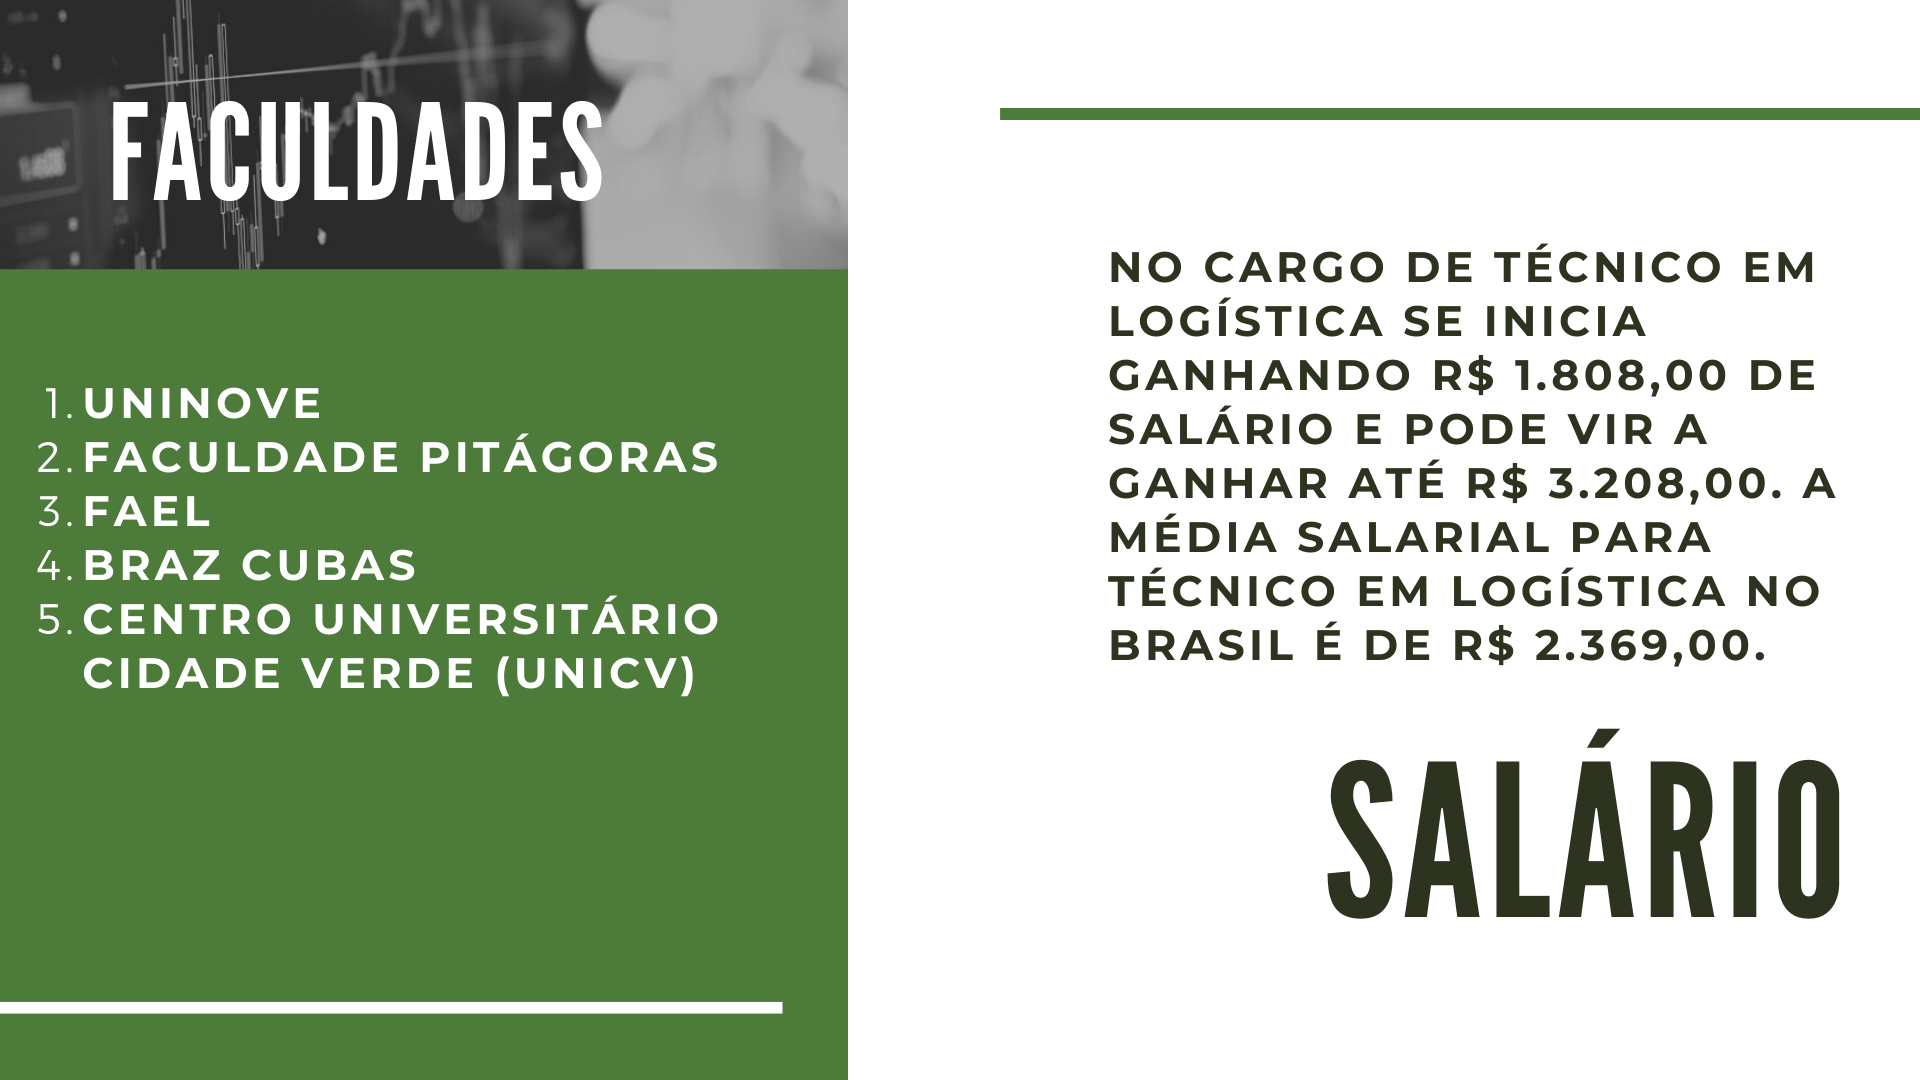 FACULDADES
1. UNINOVE
2. FACULDADE PITÁGORAS
3. FAEL
4. BRAZ CUBAS
5. CENTRO UNIVERSITÁRIO
CIDADE VERDE (UNICV)
NO CARGO DE TÉCNICO EM
LOGÍSTICA SE INICIA
GANHANDO R$ 1.808,00 DE
SALÁRIO E PODE VIR A
GANHAR ATÉ R$ 3.208,00. A
MÉDIA SALARIAL PARA
TÉCNICO EM LOGÍSTICA NO
BRASIL É DE R$ 2.369,00.
SALÁRIO